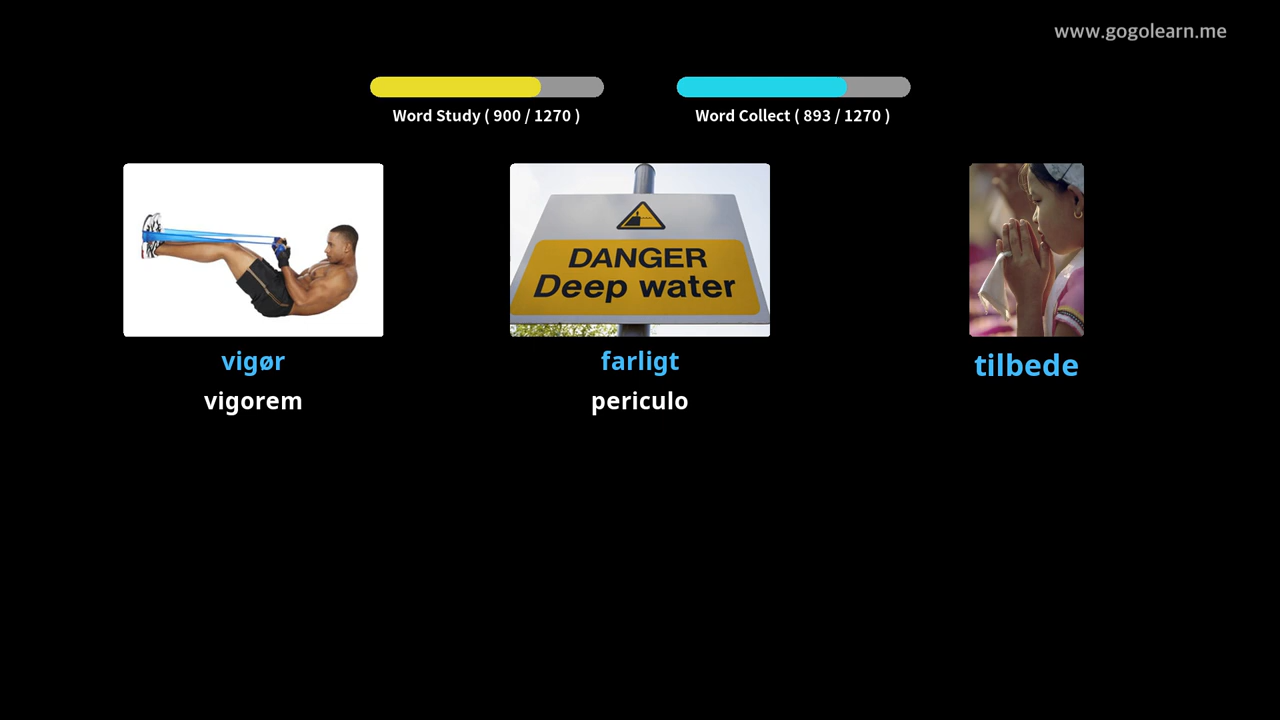 www.gogolearn.me
Word Study ( 900 / 1270 )
Word Collect ( 893 / 1270 )
DANGER
Deep water
vigør
farligt
tilbede
vigorem
periculo